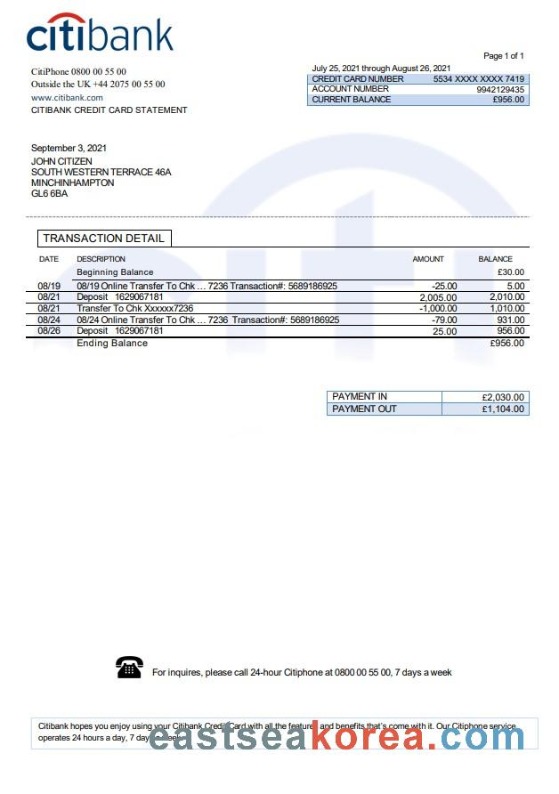 citibank
Page 1 of 1
CitiPhone 0800 00 55 00
Outside the UK +44 2075 00 55 00
www.citibank.com
CITIBANK CREDIT CARD STATEMENT
July 25, 2021 through August 26, 2021
CREDIT CARD NUMBER 5534 XXXX XXXX 7419
ACCOUNT NUMBER 9942129435
CURRENT BALANCE £956.00
September 3, 2021
JOHN CITIZEN
SOUTH WESTERN TERRACE 46A
MINCHINHAMPTON
GL6 6BA
TRANSACTION DETAIL
DATE DESCRIPTION AMOUNT BALANCE
Beginning Balance £30.00
08/19 08/19 Online Transfer To Chk ... 7236 Transaction#: 5689186925 -25.00 5.00
08/21 Deposit 1629067181 2,005.00 2,010.00
08/21 Transfer To Chk Xxxxxx7236 -1,000.00 1,010.00
08/24 08/24 Online Transfer To Chk ... 7236 Transaction#: 5689186925 -79.00 931.00
08/26 Deposit 1629067181 25.00 956.00
Ending Balance £956.00
PAYMENT IN £2,030.00
PAYMENT OUT £1,104.00
For inquires, please call 24-hour Citiphone at 0800 00 55 00, 7 days a week
Citibank hopes you enjoy using your Citibank Credit Card with all the features and benefits that's come with it. Our Citiphone service
operates 24 hours a day, 7 days a week.
eastseakorea.com